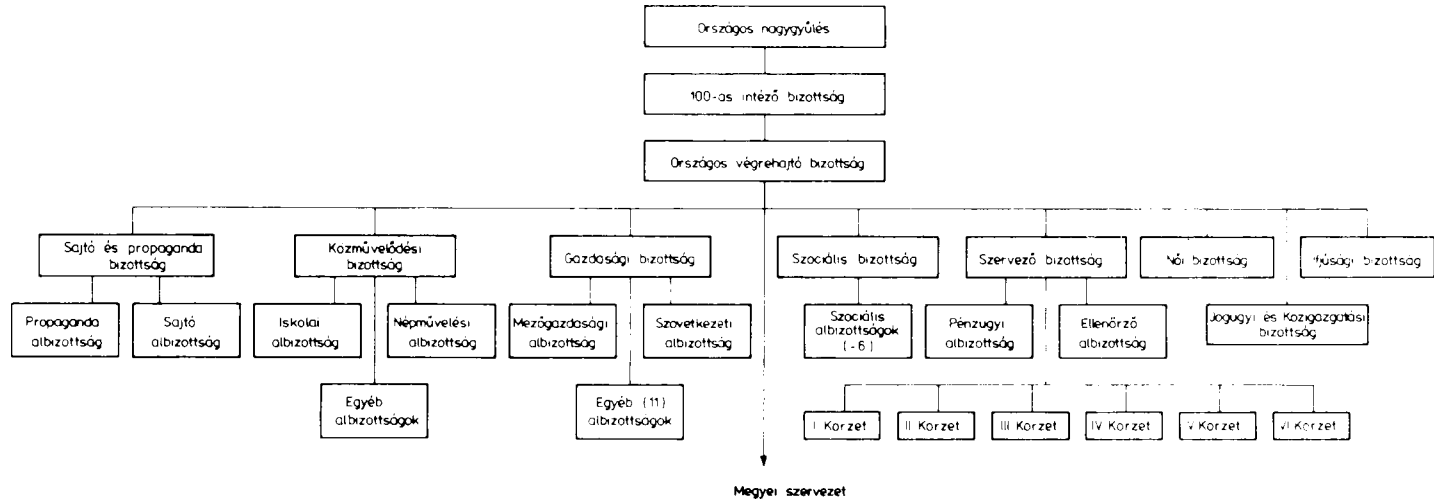 Országos nagygyűlés
100-as intéző bizottság
Országos végrehajtó bizottság
Sajtó és propaganda
bizottság
Közművelődési
bizottság
Gazdasági bizottság
Szociális bizottság
Szervező bizottság
Női bizottság
Ifjúsági bizottság
Propaganda
albizottság
Sajtó
albizottság
Iskolai
albizottság
Népművelési
albizottság
Mezőgazdasági
albizottság
Szövetkezeti
albizottság
Szociális
albizottságok
(-6)
Pénzügyi
albizottság
Ellenőrző
albizottság
Jogügyi és Közigazgatási
bizottság
Egyéb
albizottságok
Egyéb (11)
albizottságok
I Körzet
II Körzet
III Körzet
IV Körzet
V Körzet
VI Körzet
Megyei szervezet